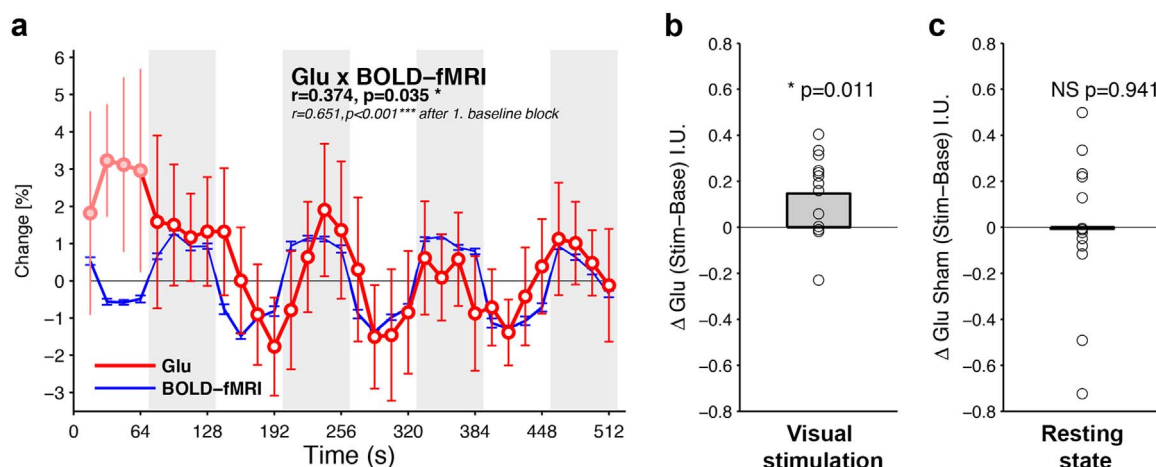 a
Change [%]
6
5
4
3
2
1
0
−1
−2
−3
Glu x BOLD–fMRI
r=0.374, p=0.035 *
r=0.651,p<0.001*** after 1. baseline block
Glu
BOLD–fMRI
0 64 128 192 256 320 384 448 512
Time (s)
b
Δ Glu (Stim–Base) I.U.
0.8
0.6
0.4
0.2
0
−0.2
−0.4
−0.6
−0.8
* p=0.011
Visual
stimulation
c
Δ Glu Sham (Stim–Base) I.U.
0.8
0.6
0.4
0.2
0
−0.2
−0.4
−0.6
−0.8
NS p=0.941
Resting
state